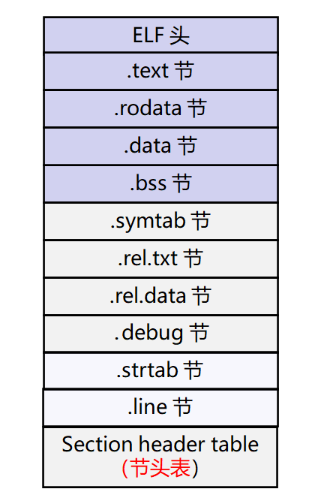 ELF 头
.text 节
.rodata 节
.data 节
.bss 节
.symtab 节
.rel.txt 节
.rel.data 节
.debug 节
.strtab 节
.line 节
Section header table
(节头表)